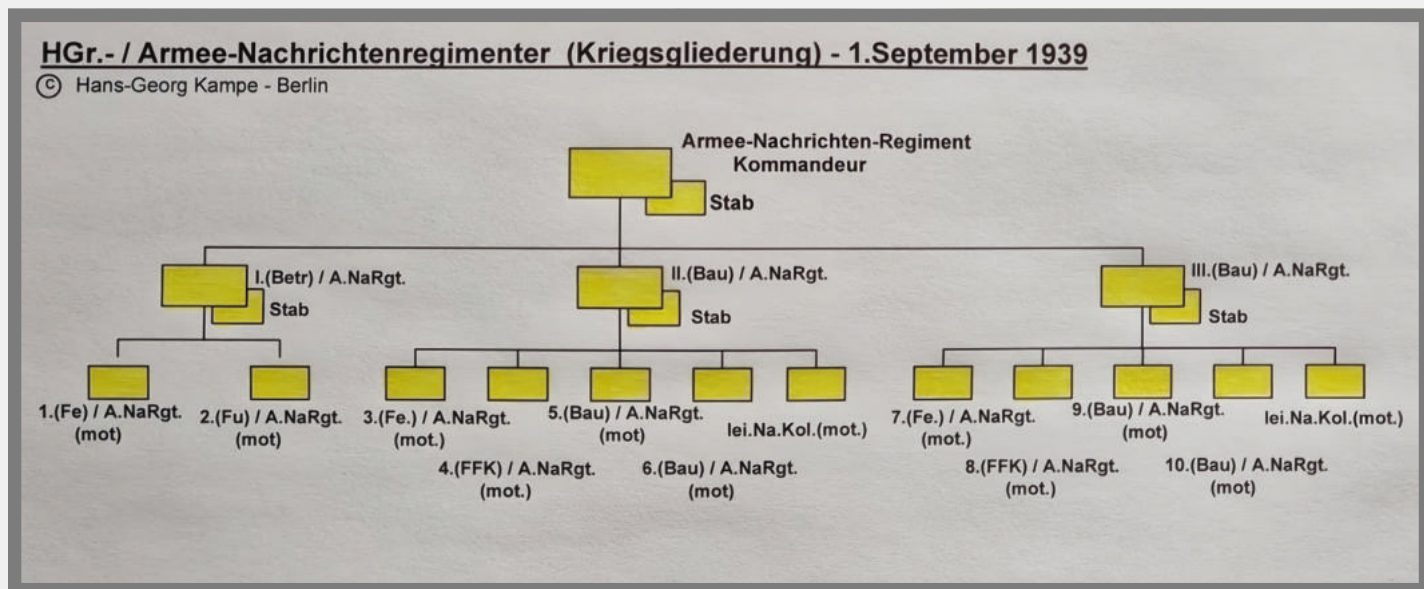 HGr.- / Armee-Nachrichtenregimenter (Kriegsgliederung) - 1.September 1939
© Hans-Georg Kampe - Berlin
Armee-Nachrichten-Regiment
Kommandeur
Stab
I.(Betr) / A.NaRgt.
Stab
II.(Bau) / A.NaRgt.
Stab
III.(Bau) / A.NaRgt.
Stab
1.(Fe) / A.NaRgt.
(mot)
2.(Fu) / A.NaRgt.
(mot)
3.(Fe.) / A.NaRgt.
(mot.)
4.(FFK) / A.NaRgt.
(mot.)
5.(Bau) / A.NaRgt.
(mot)
6.(Bau) / A.NaRgt.
(mot)
lei.Na.Kol.(mot.)
7.(Fe.) / A.NaRgt.
(mot.)
8.(FFK) / A.NaRgt.
(mot.)
9.(Bau) / A.NaRgt.
(mot)
10.(Bau) / A.NaRgt.
(mot)
lei.Na.Kol.(mot.)